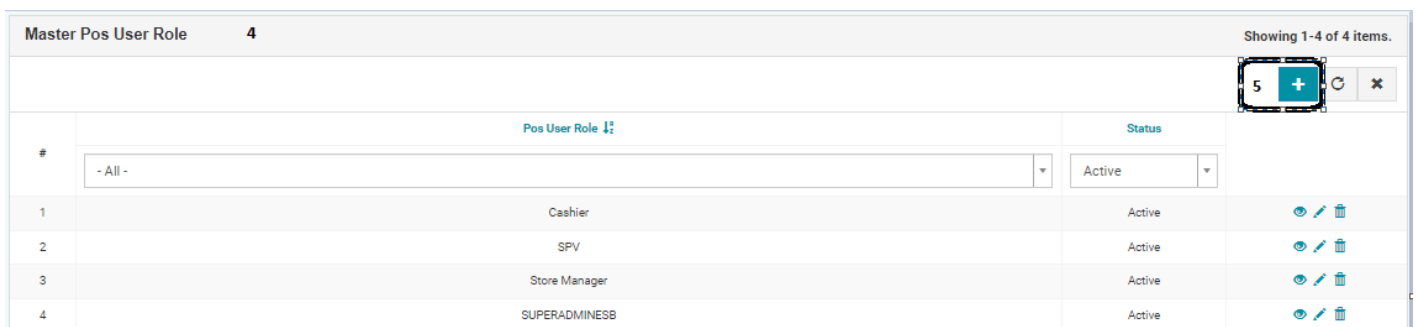 Master Pos User Role 4
Showing 1-4 of 4 items.
5 +
Pos User Role Status
#
- All - Active
1 Cashier Active
2 SPV Active
3 Store Manager Active
4 SUPERADMINESB Active